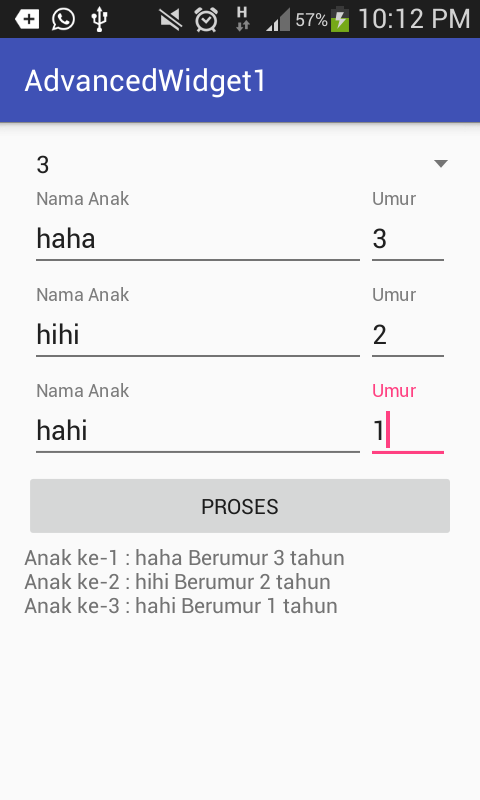 H 57% 10:12 PM
AdvancedWidget1
3
Nama Anak Umur
haha 3
Nama Anak Umur
hihi 2
Nama Anak Umur
hahi 1
PROSES
Anak ke-1 : haha Berumur 3 tahun
Anak ke-2 : hihi Berumur 2 tahun
Anak ke-3 : hahi Berumur 1 tahun